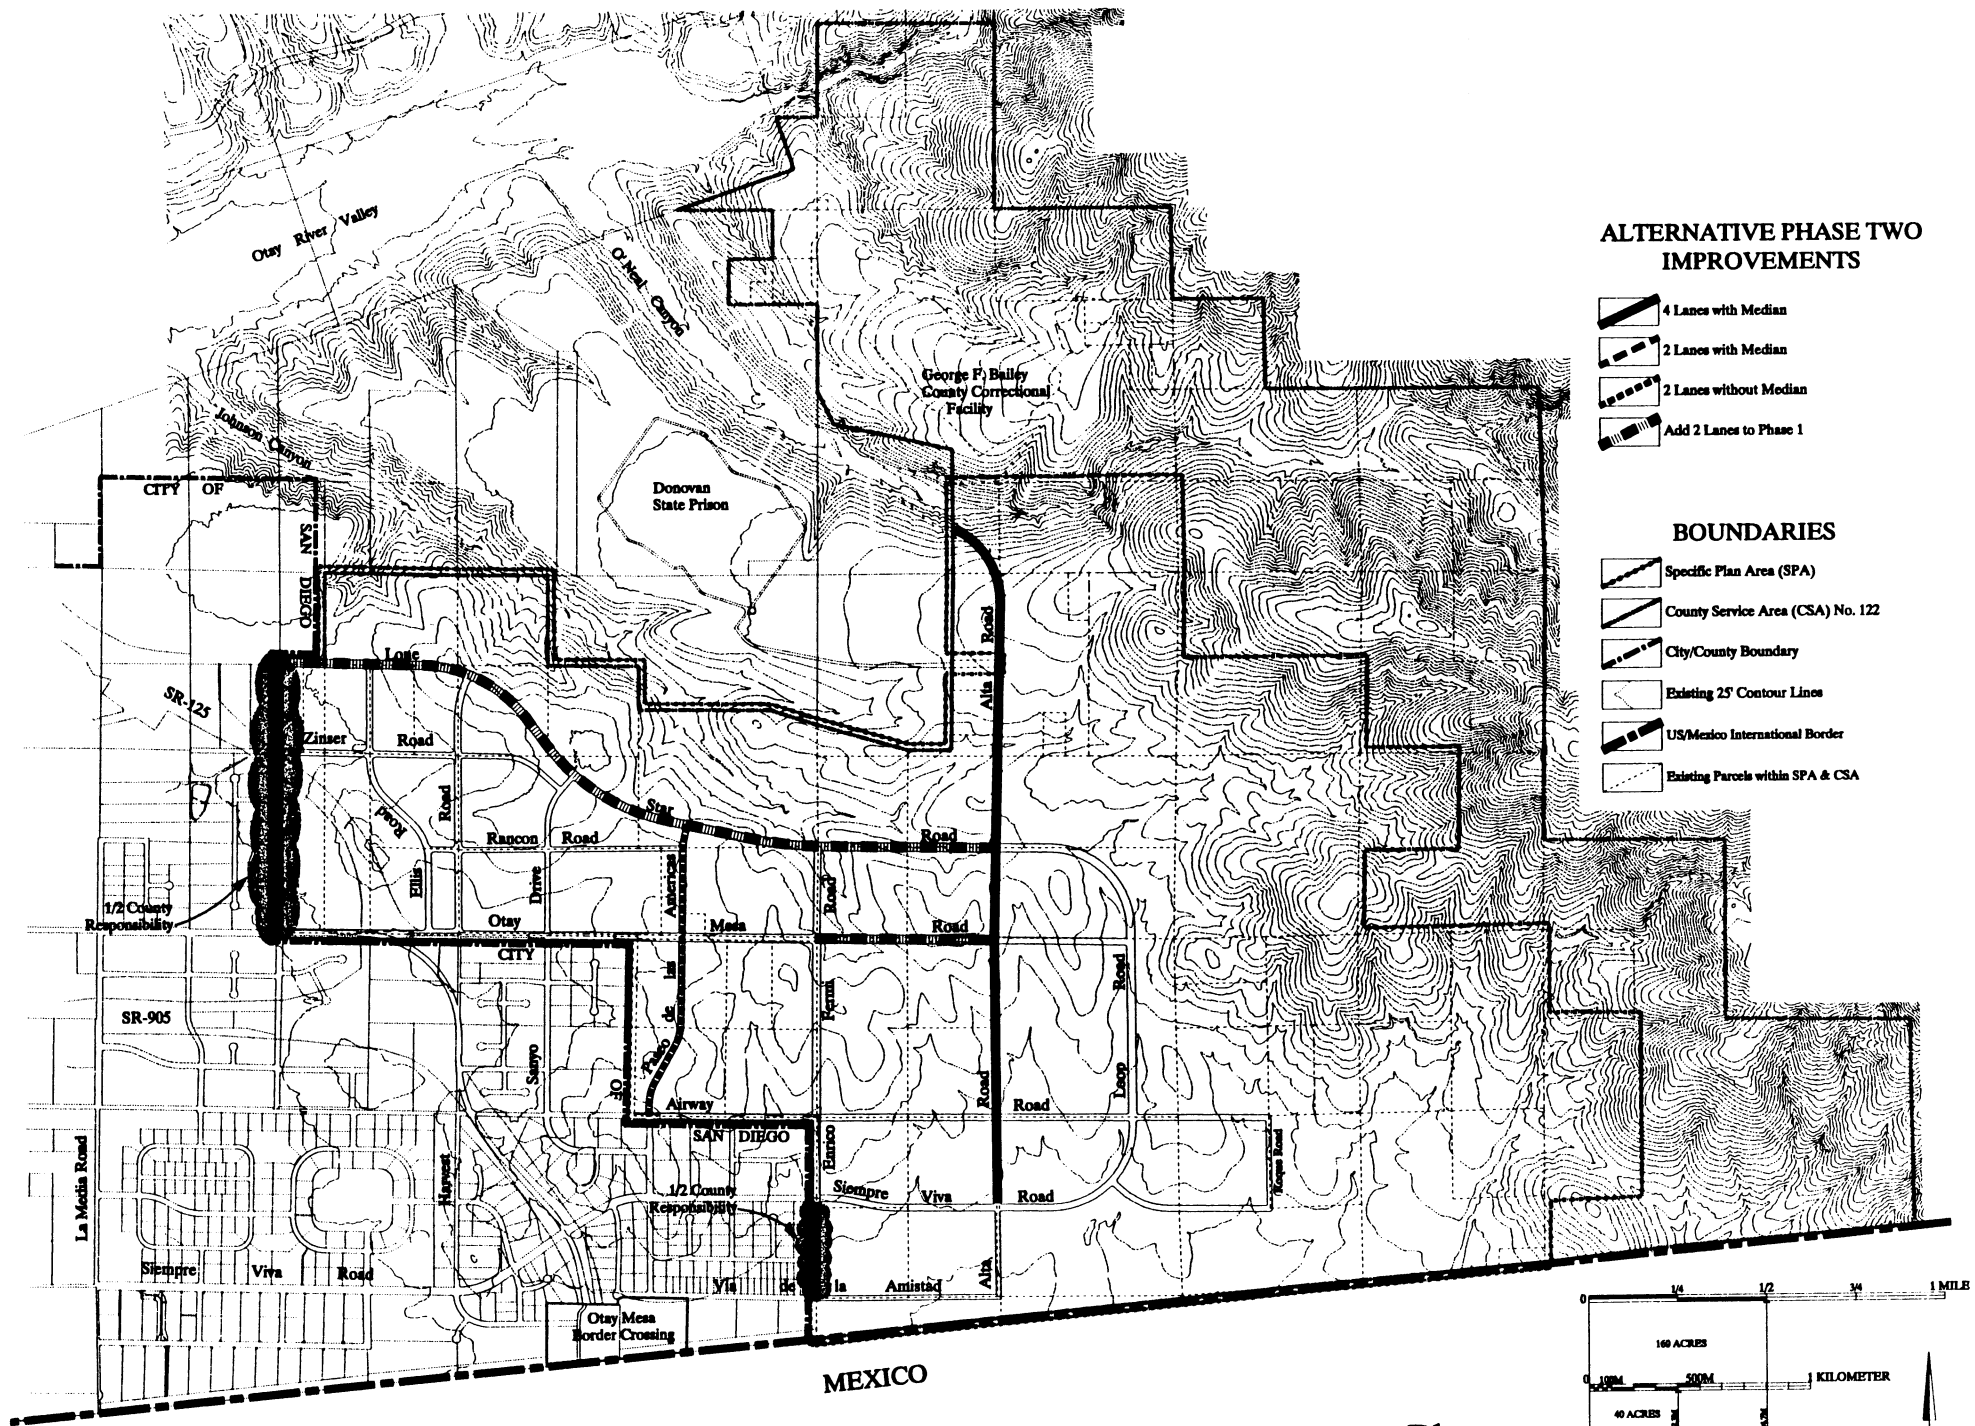 Otay River Valley
O' Neal Canyon
Johnson Canyon
George F. Bailey
County Correctional
Facility
Donovan
State Prison
CITY OF
SAN DIEGO
SR-125
Lone
Star
Road
Zinser Road
Road
Ellis
Road
Rancon Road
Drive
Sanyo
Otay Mesa Road
CITY
OF
SAN DIEGO
Paseo de las Americas
Road
Fermi
Enrico
Alta Road
Road
Alta
Loop Road
Airway Road
Roque Road
1/2 County
Responsibility
SR-905
La Media Road
Harvest
Siempre Viva Road
1/2 County
Responsibility
Siempre Viva Road
Via de la Amistad
Otay Mesa
Border Crossing
MEXICO
ALTERNATIVE PHASE TWO
IMPROVEMENTS
4 Lanes with Median
2 Lanes with Median
2 Lanes without Median
Add 2 Lanes to Phase 1
BOUNDARIES
Specific Plan Area (SPA)
County Service Area (CSA) No. 122
City/County Boundary
Existing 25' Contour Lines
US/Mexico International Border
Existing Parcels within SPA & CSA
0 1/4 1/2 3/4 1 MILE
160 ACRES
0 100M 500M 1 KILOMETER
40 ACRES